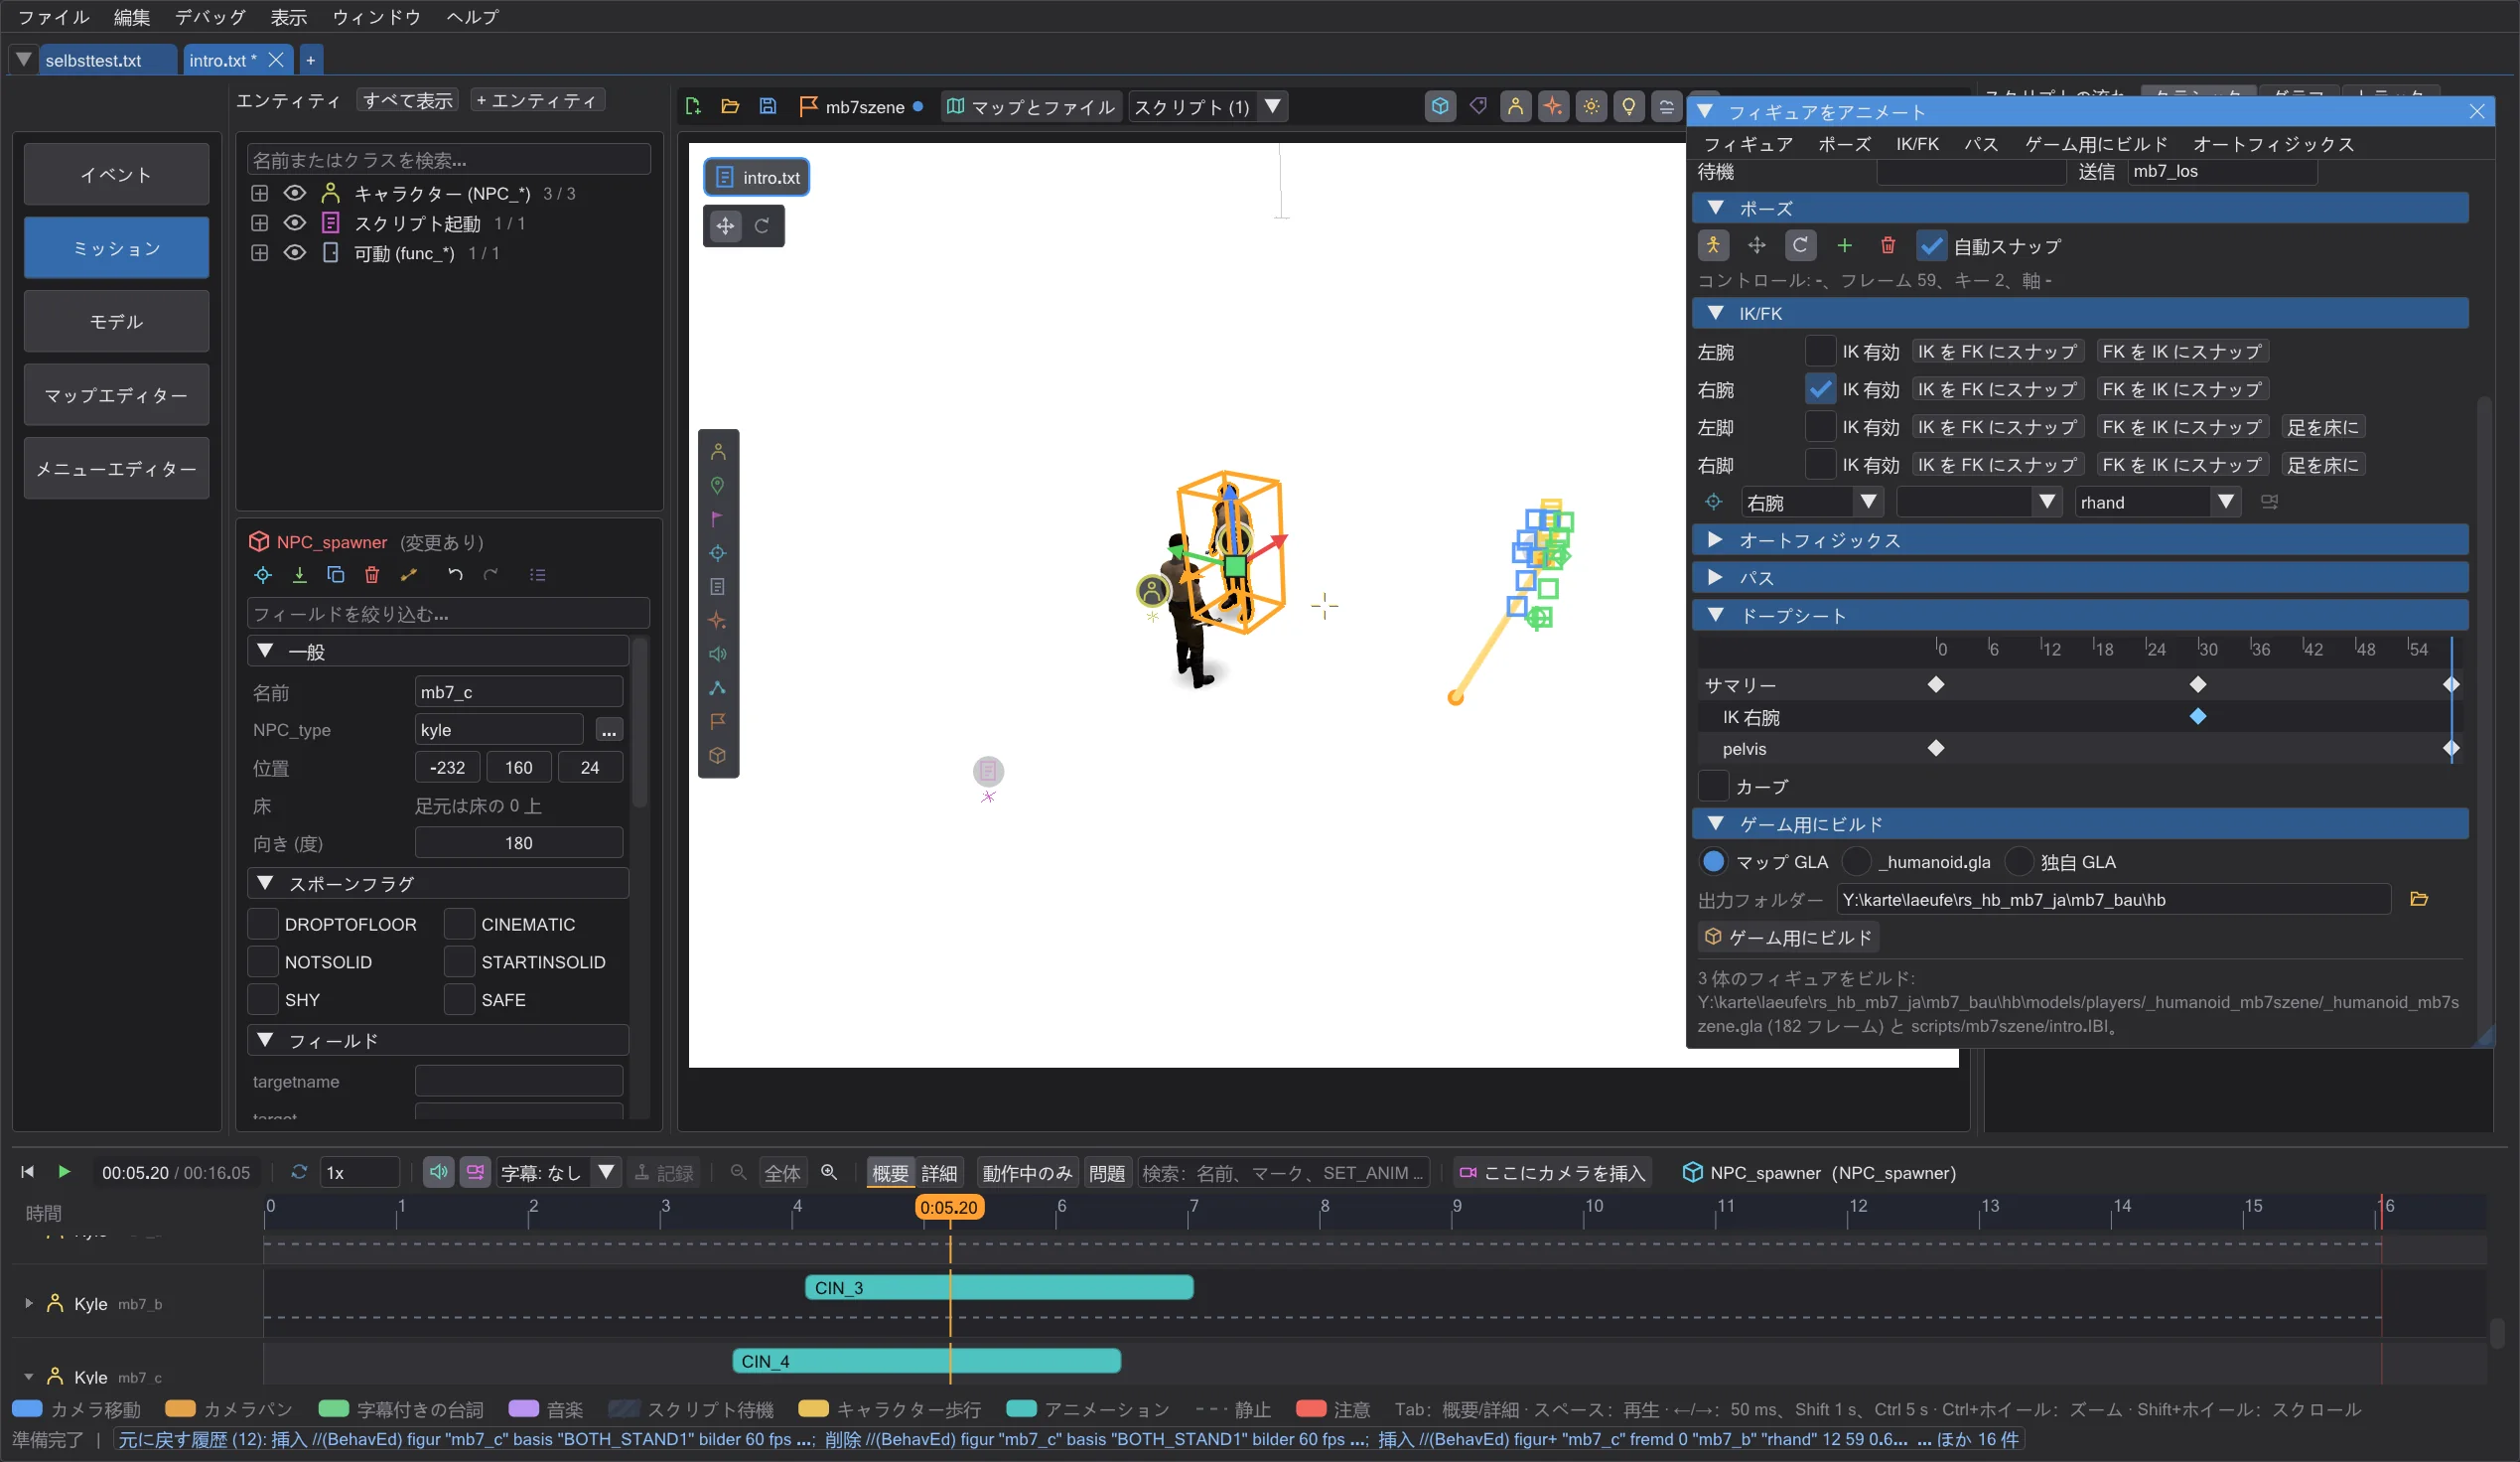 ファイル 編集 デバッグ 表示 ウィンドウ ヘルプ
selbsttest.txt intro.txt * +
エンティティ すべて表示 + エンティティ
mb7szene マップとファイル スクリプト (1)
イベント
ミッション
モデル
マップエディター
メニューエディター
名前またはクラスを検索...
キャラクター (NPC_*) 3 / 3
スクリプト起動 1 / 1
可動 (func_*) 1 / 1
NPC_spawner (変更あり)
フィールドを絞り込む...
一般
名前 mb7_c
NPC_type kyle ...
位置 -232 160 24
床 足元は床の 0 上
向き (度) 180
スポーンフラグ
DROPTOFLOOR CINEMATIC
NOTSOLID STARTINSOLID
SHY SAFE
フィールド
targetname
intro.txt
フィギュアをアニメート
フィギュア ポーズ IK/FK パス ゲーム用にビルド オートフィジックス
待機 送信 mb7_los
ポーズ
自動スナップ
コントロール: -、フレーム 59、キー 2、軸 -
IK/FK
左腕 IK 有効 IK を FK にスナップ FK を IK にスナップ
右腕 IK 有効 IK を FK にスナップ FK を IK にスナップ
左脚 IK 有効 IK を FK にスナップ FK を IK にスナップ 足を床に
右脚 IK 有効 IK を FK にスナップ FK を IK にスナップ 足を床に
右腕 rhand
オートフィジックス
パス
ドープシート
0 6 12 18 24 30 36 42 48 54
サマリー
IK 右腕
pelvis
カーブ
ゲーム用にビルド
マップ GLA _humanoid.gla 独自 GLA
出力フォルダー Y:\karte\laeufe\rs_hb_mb7_ja\mb7_bau\hb
ゲーム用にビルド
3 体のフィギュアをビルド:
Y:\karte\laeufe\rs_hb_mb7_ja\mb7_bau\hb\models/players/_humanoid_mb7szene/_humanoid_mb7s
zene.gla (182 フレーム) と scripts/mb7szene/intro.IBI。
00:05.20 / 00:16.05 1x 字幕: なし 記録 全体 概要 詳細 動作中のみ 問題 検索: 名前、マーク、SET_ANIM ... ここにカメラを挿入 NPC_spawner (NPC_spawner)
時間 0 1 2 3 4 0:05.20 6 7 8 9 10 11 12 13 14 15 16
CIN_3
Kyle mb7_b
CIN_4
Kyle mb7_c
カメラ移動 カメラパン 字幕付きの台詞 音楽 スクリプト待機 キャラクター歩行 アニメーション 静止 注意 Tab: 概要/詳細 · スペース: 再生 · ←/→: 50 ms、Shift 1 s、Ctrl 5 s · Ctrl+ホイール: ズーム · Shift+ホイール: スクロール
準備完了 | 元に戻す履歴 (12): 挿入 //(BehavEd) figur "mb7_c" basis "BOTH_STAND1" bilder 60 fps ...; 削除 //(BehavEd) figur "mb7_c" basis "BOTH_STAND1" bilder 60 fps ...; 挿入 //(BehavEd) figur+ "mb7_c" fremd 0 "mb7_b" "rhand" 12 59 0.6... ... ほか 16 件